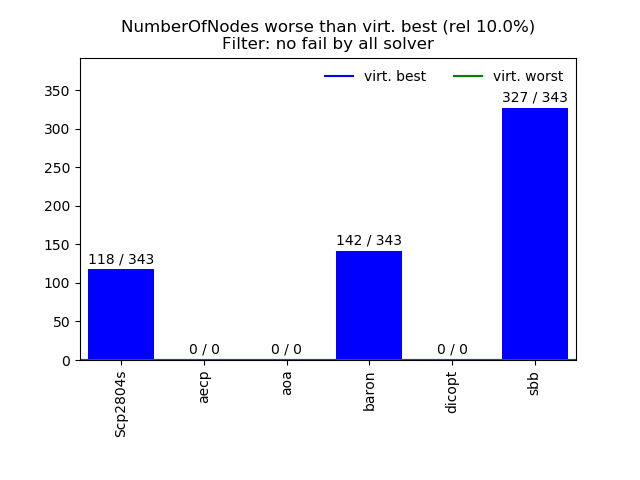 NumberOfNodes worse than virt. best (rel 10.0%)
Filter: no fail by all solver
virt. best
virt. worst
350
300
250
200
150
100
50
0
118 / 343
0 / 0
0 / 0
142 / 343
0 / 0
327 / 343
Scp2804s
aecp
aoa
baron
dicopt
sbb